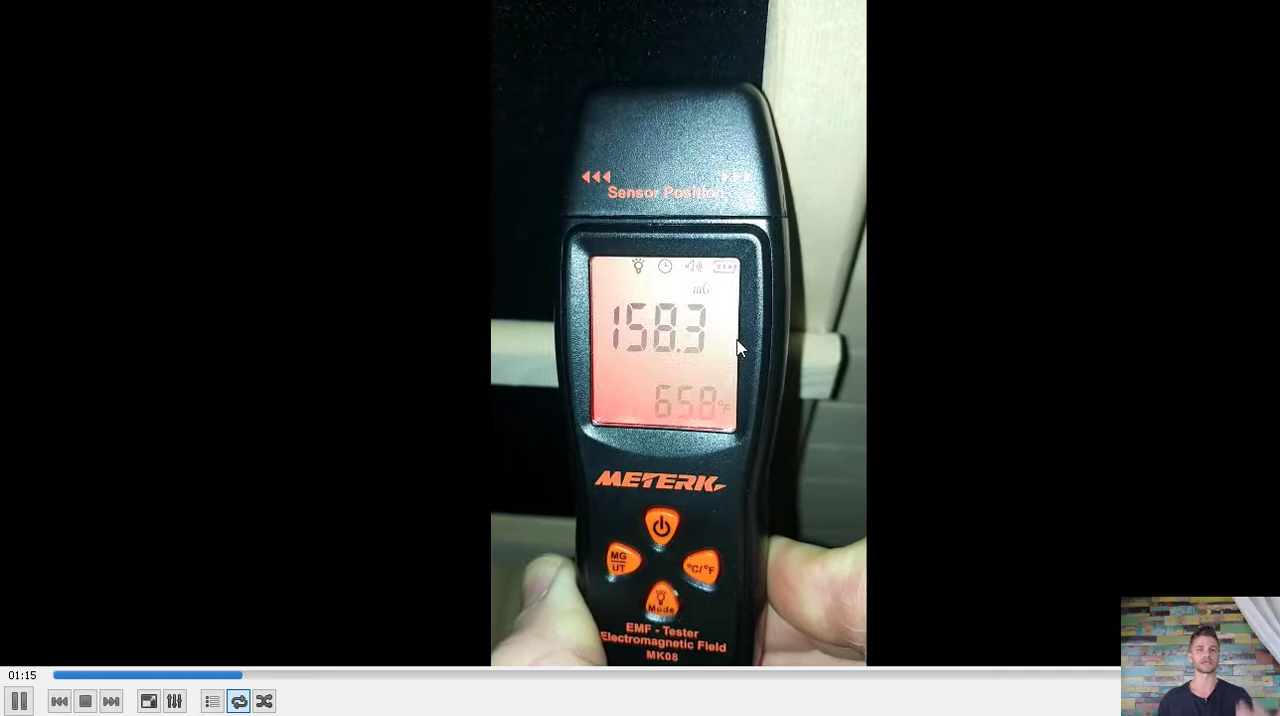 Sensor Position
mG
158.3
65.8°F
METERK
MG
UT
°C/°F
Mode
EMF - Tester
Electromagnetic Field
MK08
01:15